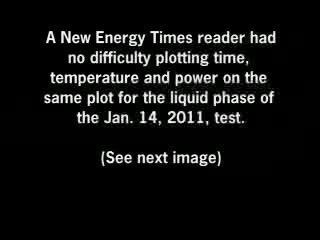 A New Energy Times reader had
no difficulty plotting time,
temperature and power on the
same plot for the liquid phase of
the Jan. 14, 2011, test.
(See next image)